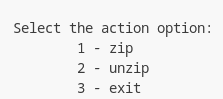 Select the action option:
1 - zip
2 - unzip
3 - exit